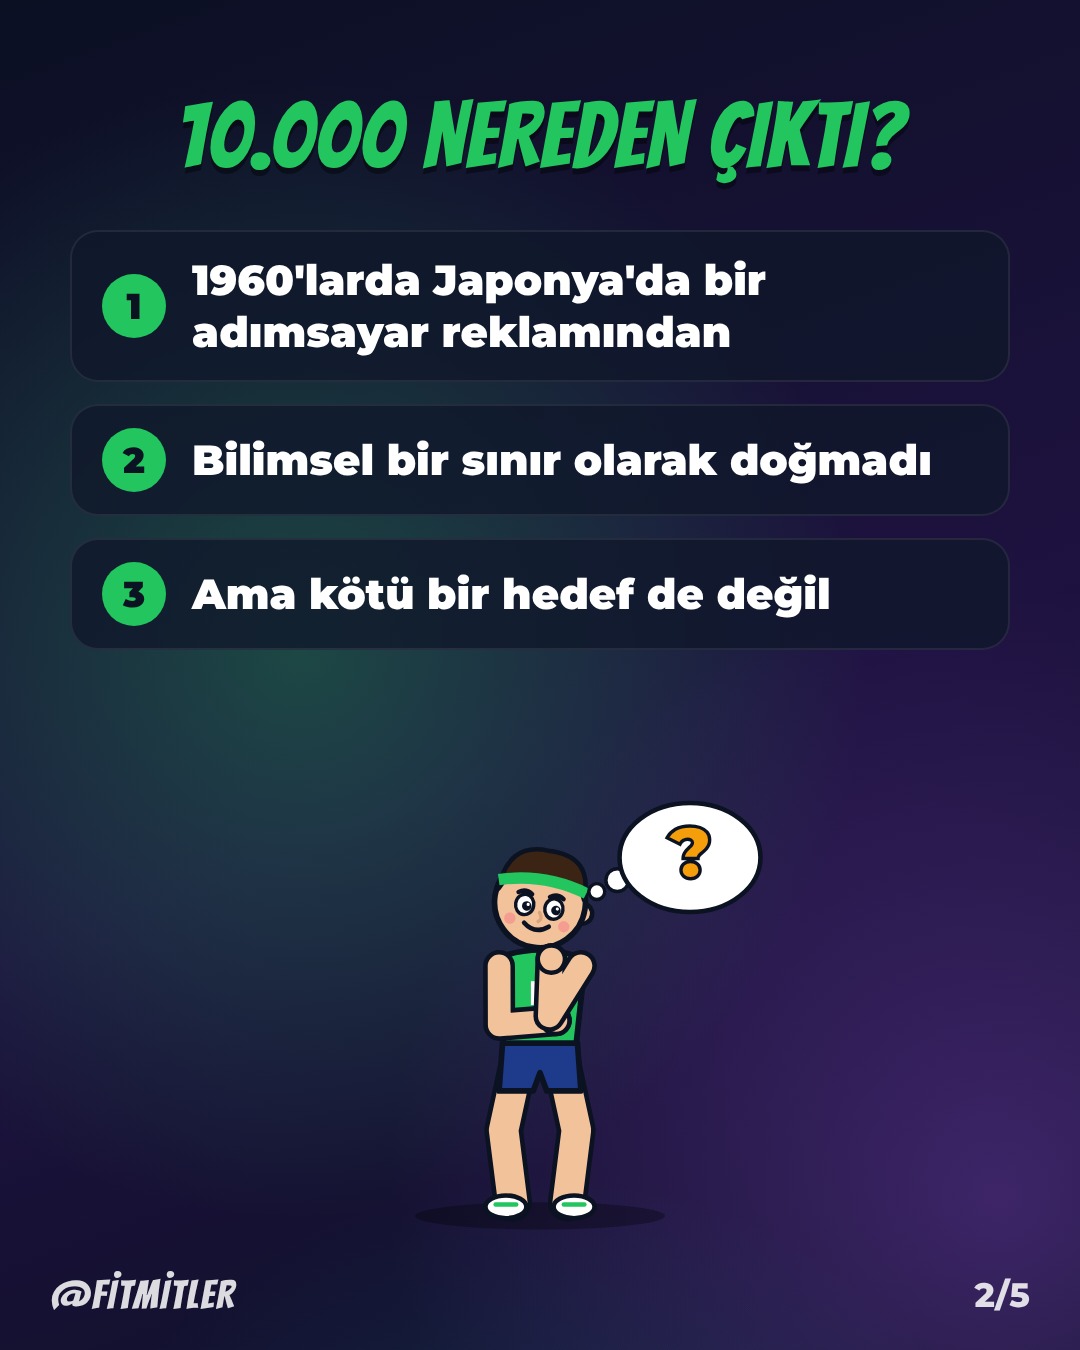 10.000 NEREDEN ÇIKTI?
1
1960'larda Japonya'da bir
adımsayar reklamından
2
Bilimsel bir sınır olarak doğmadı
3
Ama kötü bir hedef de değil
?
@FİTMİTLER
2/5